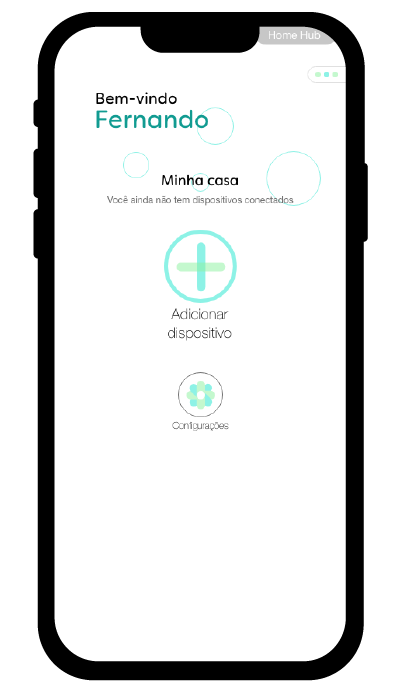 Home Hub
Bem-vindo
Fernando
Minha casa
Você ainda não tem dispositivos conectados
Adicionar
dispositivo
Configurações